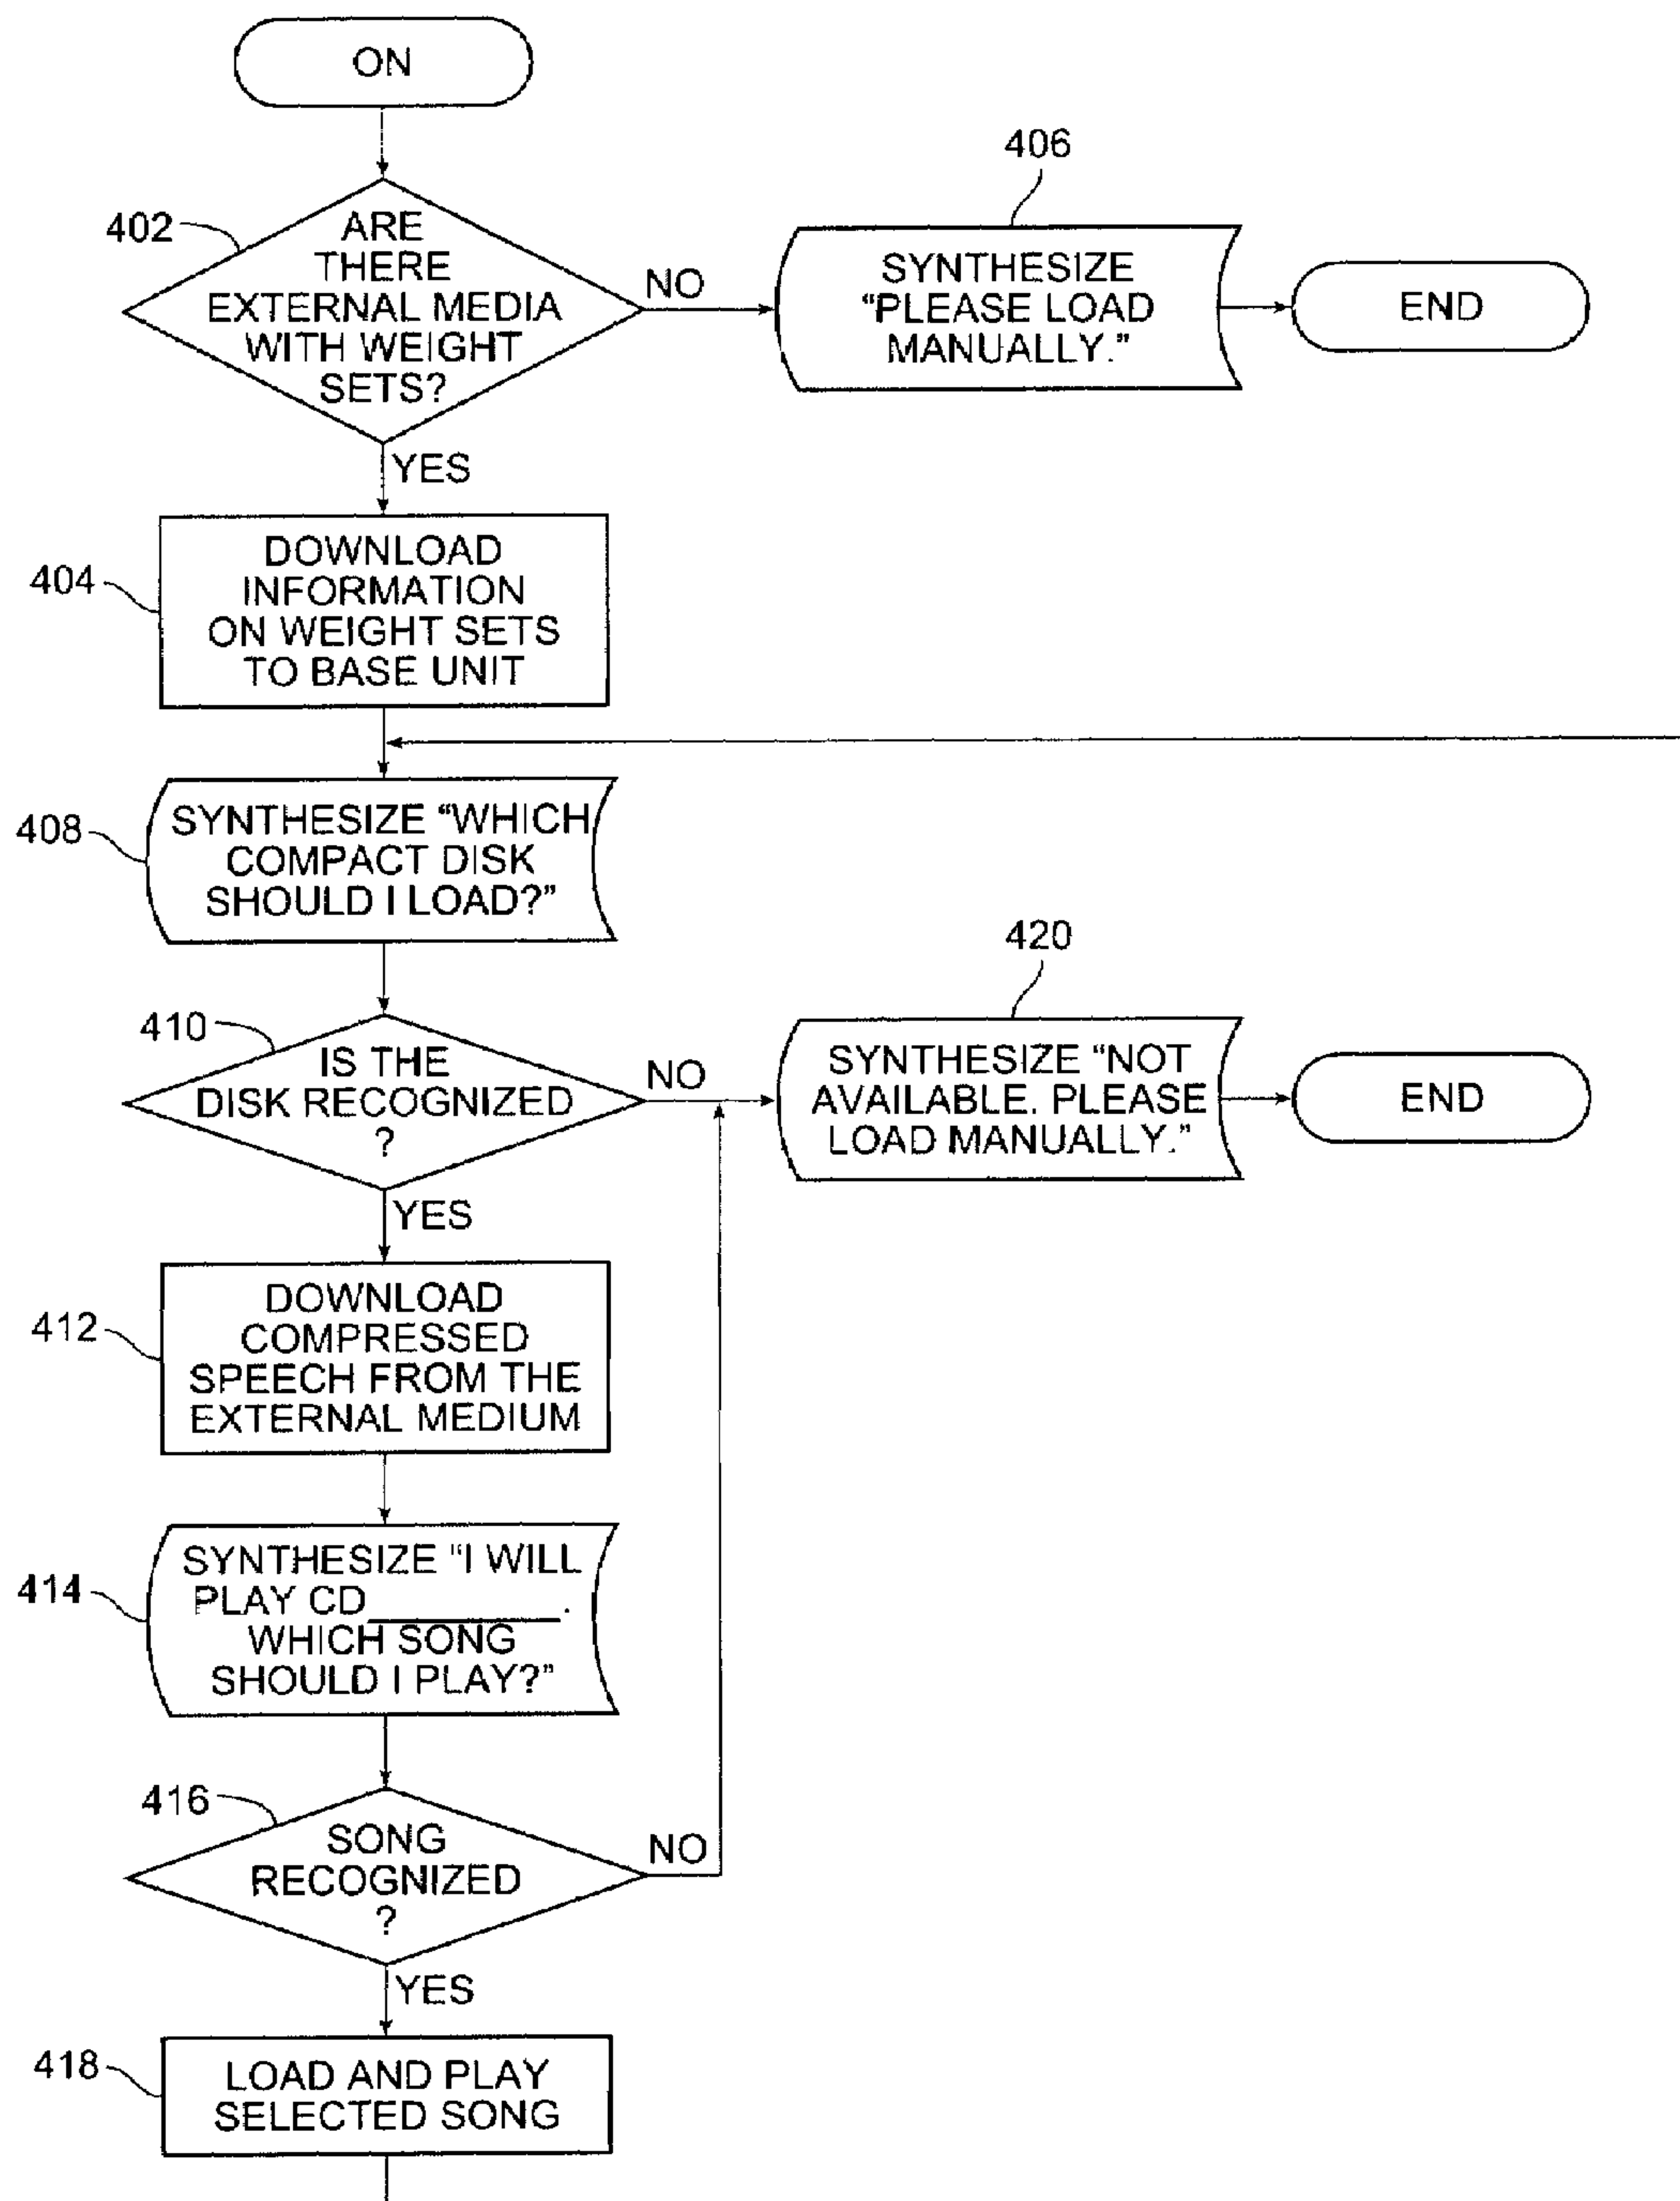 ON
406
402
ARE
THERE
EXTERNAL MEDIA
WITH WEIGHT
SETS?
NO
SYNTHESIZE
“PLEASE LOAD
MANUALLY.”
END
YES
404
DOWNLOAD
INFORMATION
ON WEIGHT SETS
TO BASE UNIT
408
SYNTHESIZE “WHICH
COMPACT DISK
SHOULD I LOAD?”
420
410
IS THE
DISK RECOGNIZED
?
NO
SYNTHESIZE “NOT
AVAILABLE. PLEASE
LOAD MANUALLY.”
END
YES
412
DOWNLOAD
COMPRESSED
SPEECH FROM THE
EXTERNAL MEDIUM
414
SYNTHESIZE “I WILL
PLAY CD__________.
WHICH SONG
SHOULD I PLAY?”
416
SONG
RECOGNIZED
?
NO
YES
418
LOAD AND PLAY
SELECTED SONG